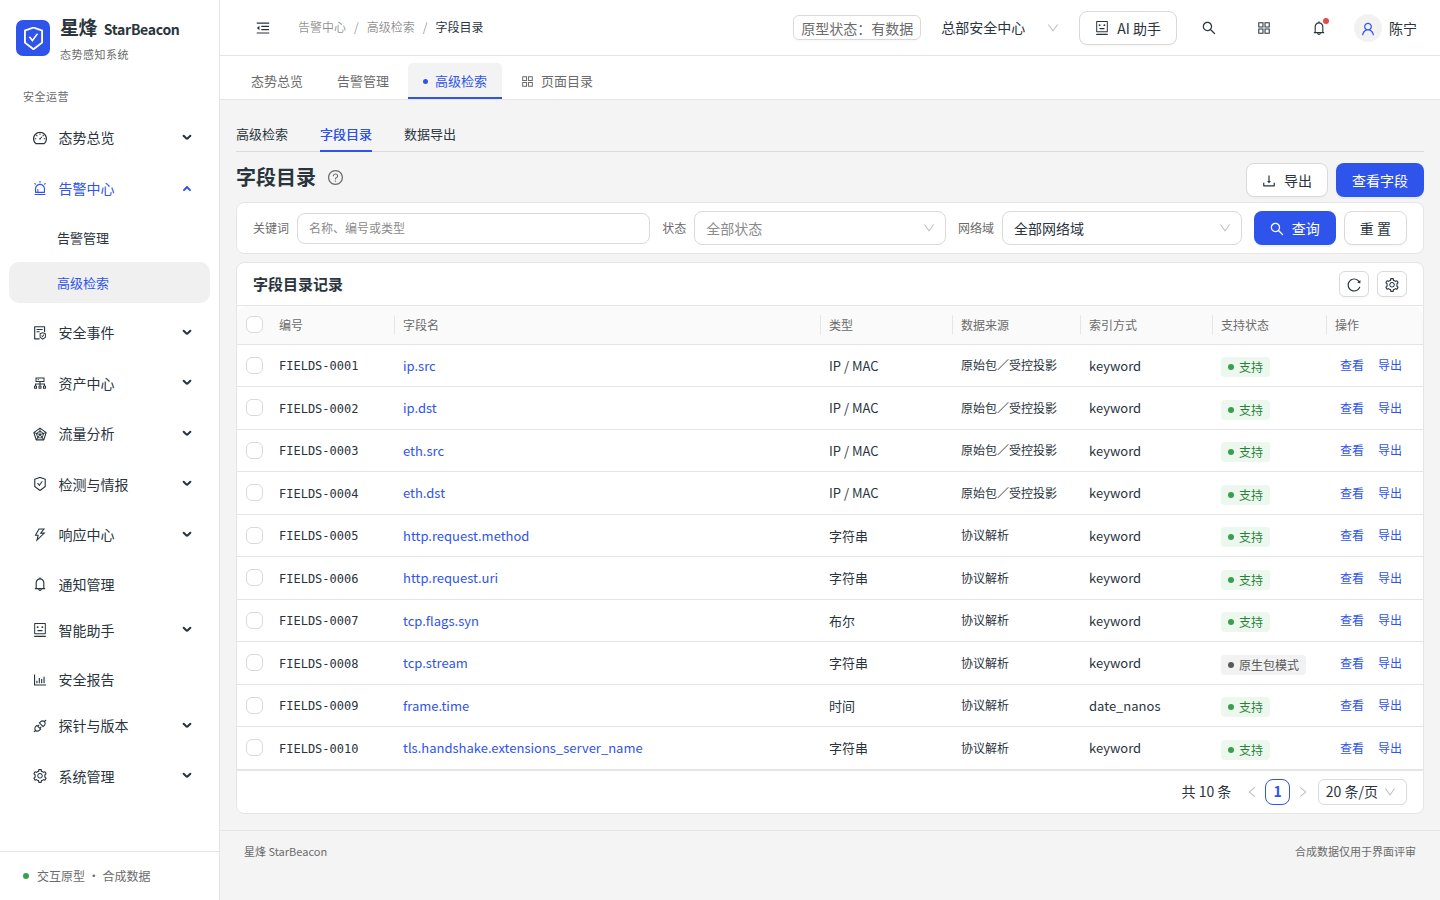 星烽 StarBeacon
态势感知系统
安全运营
态势总览
告警中心
告警管理
高级检索
安全事件
资产中心
流量分析
检测与情报
响应中心
通知管理
智能助手
安全报告
探针与版本
系统管理
交互原型 · 合成数据
告警中心 / 高级检索 / 字段目录
原型状态：有数据
总部安全中心
AI 助手
陈宁
态势总览
告警管理
高级检索
页面目录
高级检索
字段目录
数据导出
字段目录
导出
查看字段
关键词 名称、编号或类型
状态 全部状态
网络域 全部网络域
查询
重 置
字段目录记录
编号 字段名 类型 数据来源 索引方式 支持状态 操作
FIELDS-0001 ip.src IP / MAC 原始包／受控投影 keyword 支持 查看 导出
FIELDS-0002 ip.dst IP / MAC 原始包／受控投影 keyword 支持 查看 导出
FIELDS-0003 eth.src IP / MAC 原始包／受控投影 keyword 支持 查看 导出
FIELDS-0004 eth.dst IP / MAC 原始包／受控投影 keyword 支持 查看 导出
FIELDS-0005 http.request.method 字符串 协议解析 keyword 支持 查看 导出
FIELDS-0006 http.request.uri 字符串 协议解析 keyword 支持 查看 导出
FIELDS-0007 tcp.flags.syn 布尔 协议解析 keyword 支持 查看 导出
FIELDS-0008 tcp.stream 字符串 协议解析 keyword 原生包模式 查看 导出
FIELDS-0009 frame.time 时间 协议解析 date_nanos 支持 查看 导出
FIELDS-0010 tls.handshake.extensions_server_name 字符串 协议解析 keyword 支持 查看 导出
共 10 条 1 20 条/页
星烽 StarBeacon
合成数据仅用于界面评审